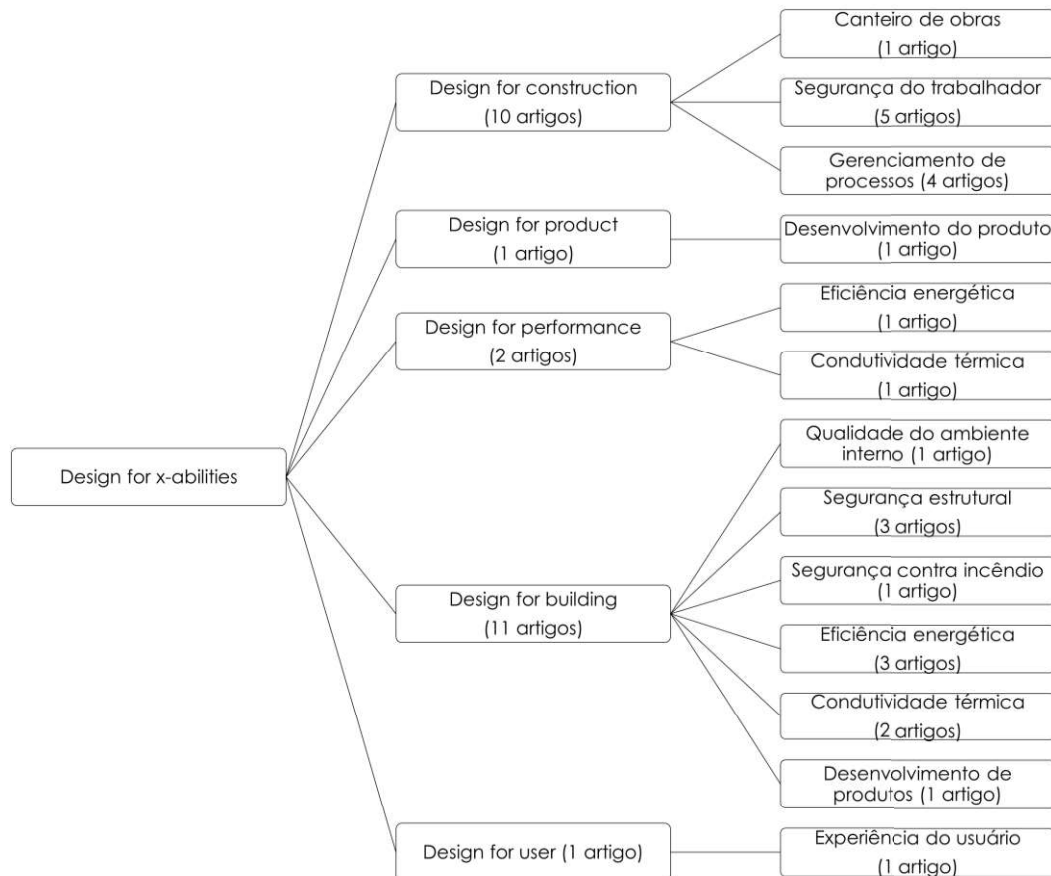 Design for x-abilities
Design for construction
(10 artigos)
Canteiro de obras
(1 artigo)
Segurança do trabalhador
(5 artigos)
Gerenciamento de
processos (4 artigos)
Design for product
(1 artigo)
Desenvolvimento do produto
(1 artigo)
Design for performance
(2 artigos)
Eficiência energética
(1 artigo)
Condutividade térmica
(1 artigo)
Design for building
(11 artigos)
Qualidade do ambiente
interno (1 artigo)
Segurança estrutural
(3 artigos)
Segurança contra incêndio
(1 artigo)
Eficiência energética
(3 artigos)
Condutividade térmica
(2 artigos)
Desenvolvimento de
produtos (1 artigo)
Design for user (1 artigo)
Experiência do usuário
(1 artigo)